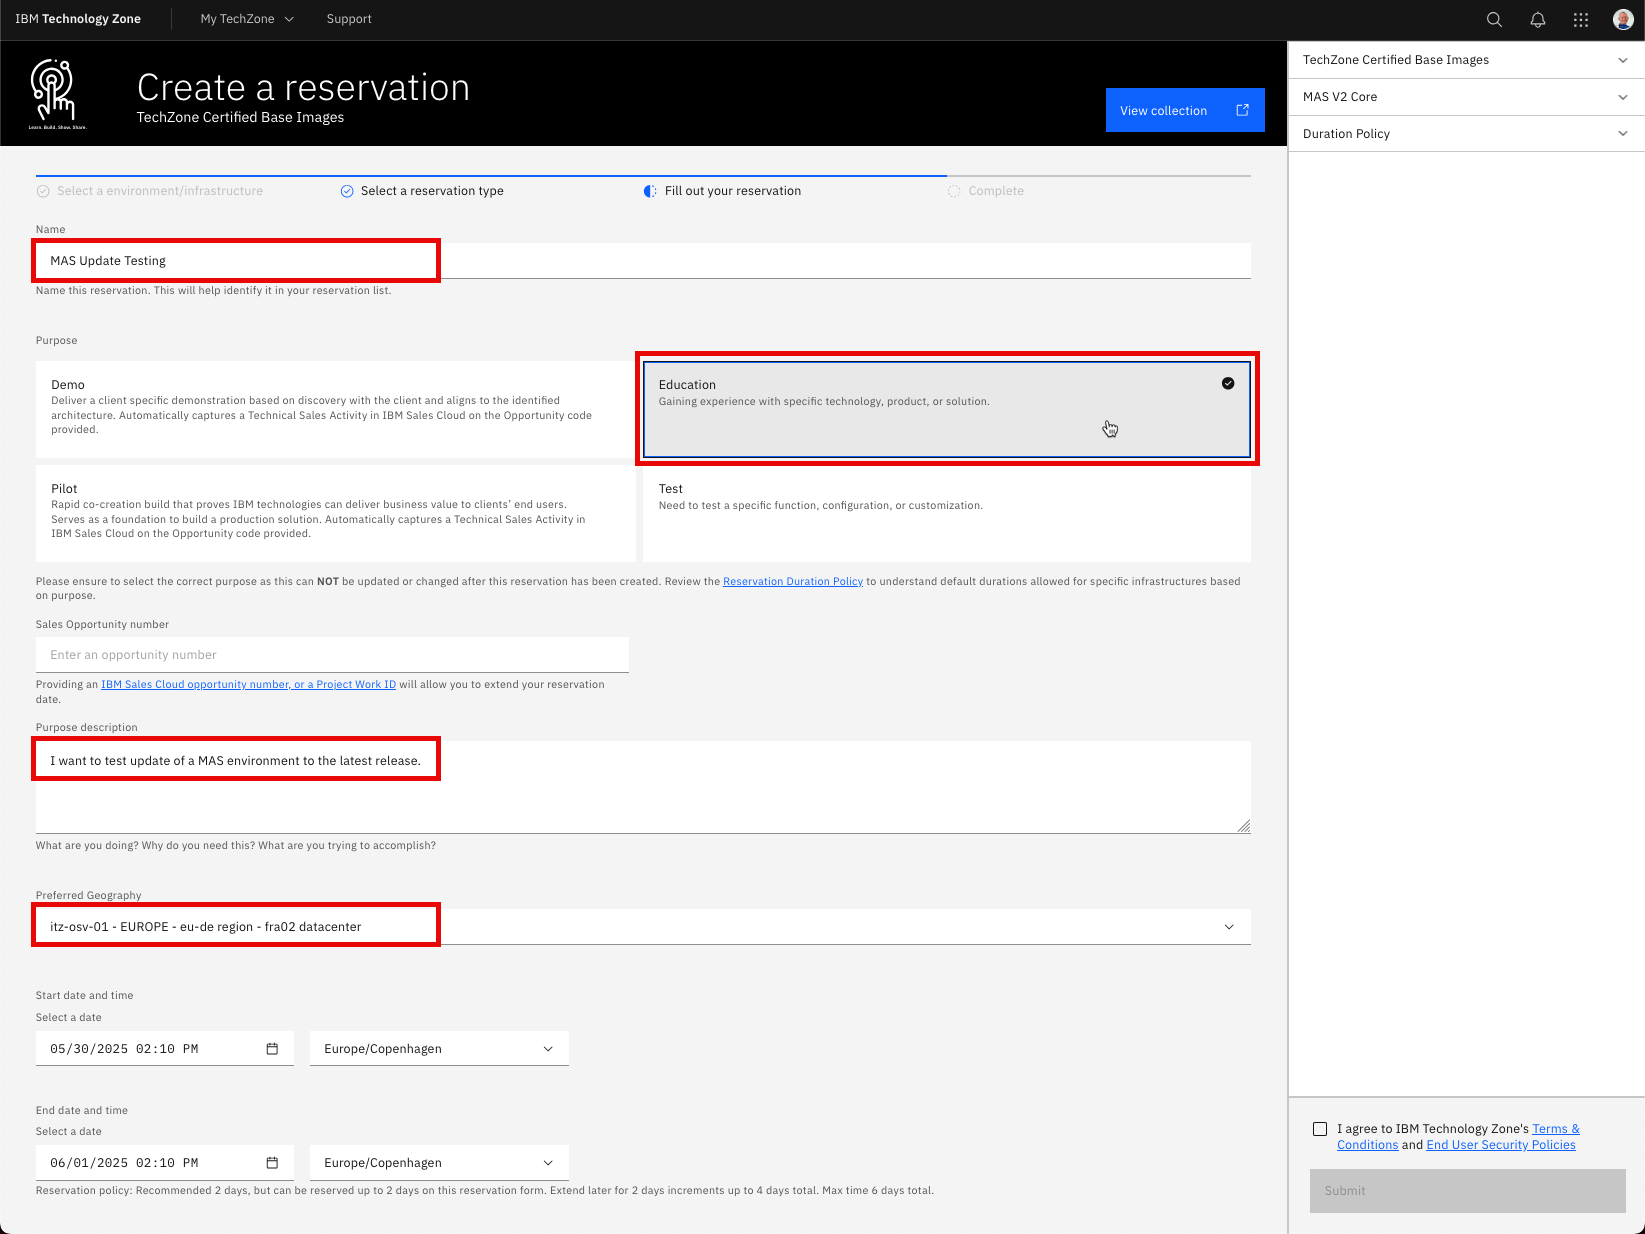 IBM Technology Zone
My TechZone
Support
Learn. Build. Show. Share.
Create a reservation
TechZone Certified Base Images
View collection
TechZone Certified Base Images
MAS V2 Core
Duration Policy
Select a environment/infrastructure
Select a reservation type
Fill out your reservation
Complete
Name
MAS Update Testing
Name this reservation. This will help identify it in your reservation list.
Purpose
Demo
Deliver a client specific demonstration based on discovery with the client and aligns to the identified
architecture. Automatically captures a Technical Sales Activity in IBM Sales Cloud on the Opportunity code
provided.
Education
Gaining experience with specific technology, product, or solution.
Pilot
Rapid co-creation build that proves IBM technologies can deliver business value to clients’ end users.
Serves as a foundation to build a production solution. Automatically captures a Technical Sales Activity in
IBM Sales Cloud on the Opportunity code provided.
Test
Need to test a specific function, configuration, or customization.
Please ensure to select the correct purpose as this can NOT be updated or changed after this reservation has been created. Review the Reservation Duration Policy to understand default durations allowed for specific infrastructures based
on purpose.
Sales Opportunity number
Enter an opportunity number
Providing an IBM Sales Cloud opportunity number, or a Project Work ID will allow you to extend your reservation
date.
Purpose description
I want to test update of a MAS environment to the latest release.
What are you doing? Why do you need this? What are you trying to accomplish?
Preferred Geography
itz-osv-01 - EUROPE - eu-de region - fra02 datacenter
Start date and time
Select a date
05/30/2025 02:10 PM
Europe/Copenhagen
End date and time
Select a date
06/01/2025 02:10 PM
Europe/Copenhagen
Reservation policy: Recommended 2 days, but can be reserved up to 2 days on this reservation form. Extend later for 2 days increments up to 4 days total. Max time 6 days total.
I agree to IBM Technology Zone's Terms &
Conditions and End User Security Policies
Submit